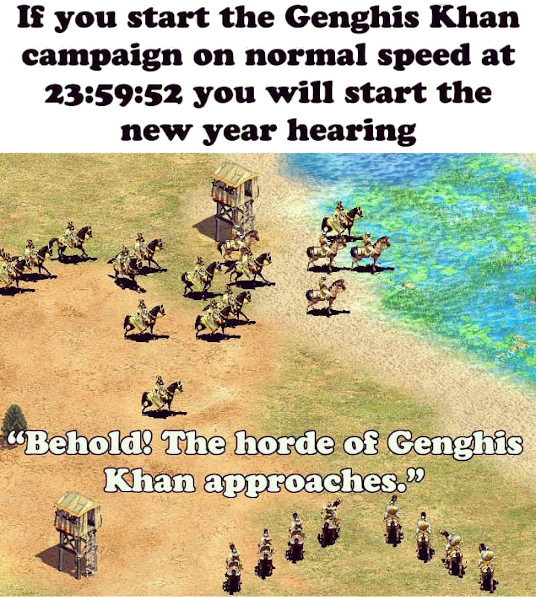 If you start the Genghis Khan
campaign on normal speed at
23:59:52 you will start the
new year hearing
“Behold! The horde of Genghis
Khan approaches.”